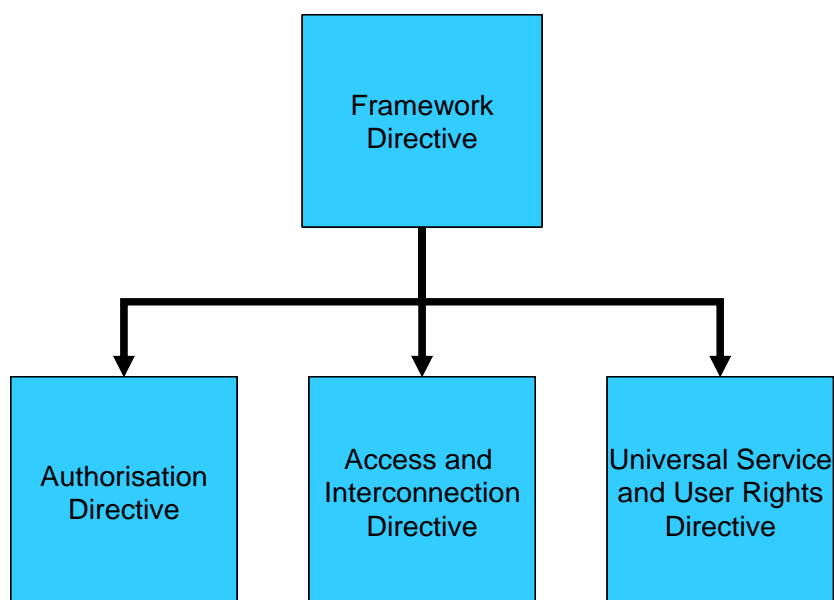 Framework
Directive
Authorisation
Directive
Access and
Interconnection
Directive
Universal Service
and User Rights
Directive